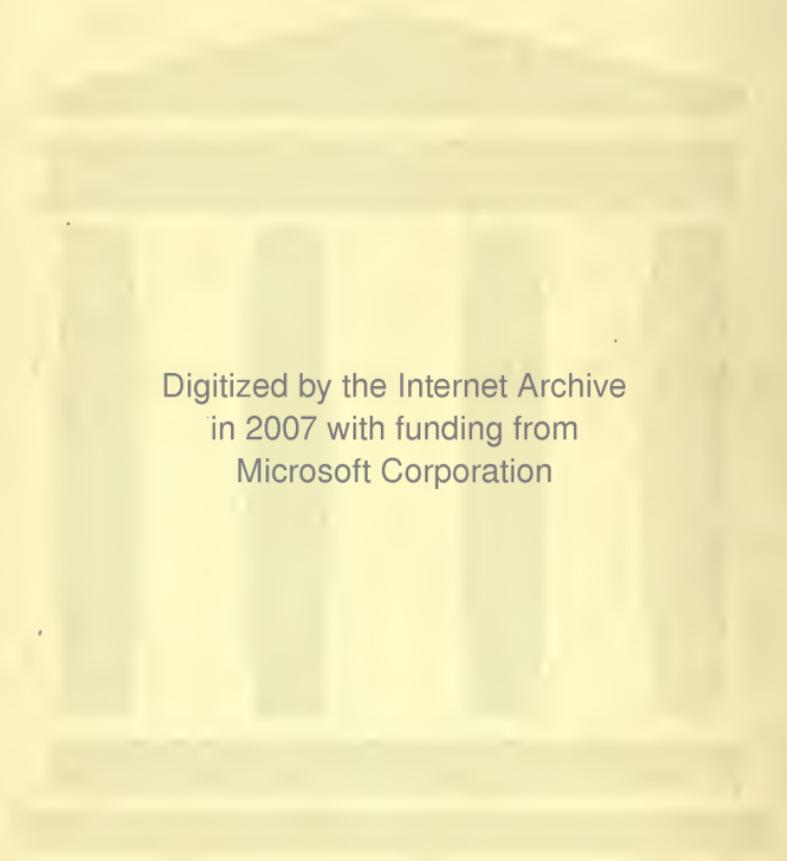 Digitized by the Internet Archive
in 2007 with funding from
Microsoft Corporation